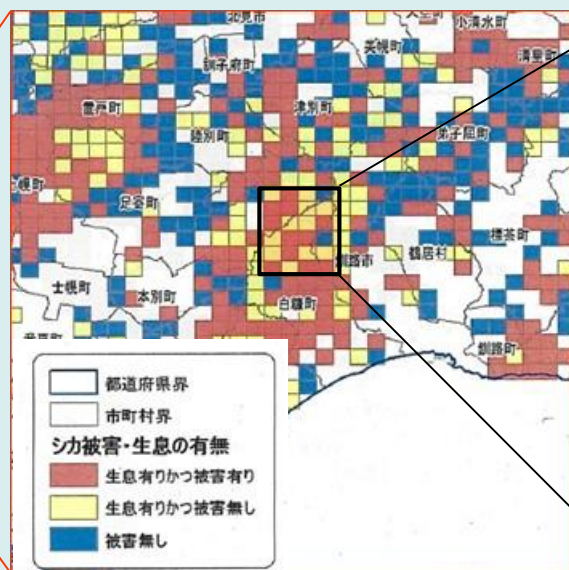 北見市
小清水町
訓子府町
美幌町
清里町
置戸町
津別町
陸別町
弟子屈町
士幌町
足寄町
標茶町
釧路市
鶴居村
士幌町
本別町
白糠町
釧路町
都道府県界
市町村界
シカ被害・生息の有無
生息有りかつ被害有り
生息有りかつ被害無し
被害無し